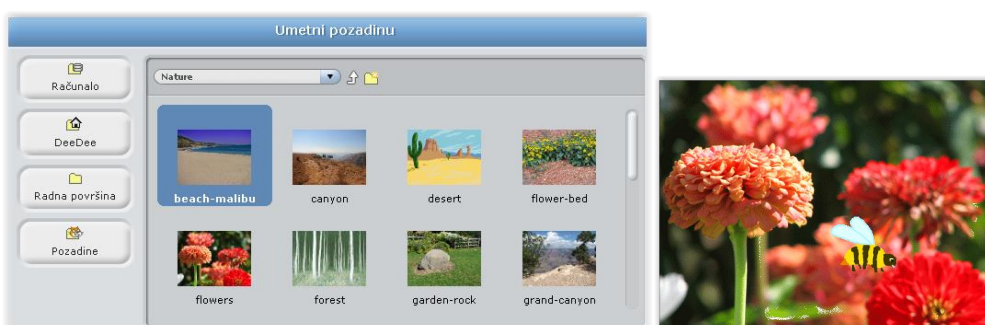 Umetni pozadinu
Računalo
DeeDee
Radna površina
Pozadine
Nature
beach-malibu
canyon
desert
flower-bed
flowers
forest
garden-rock
grand-canyon